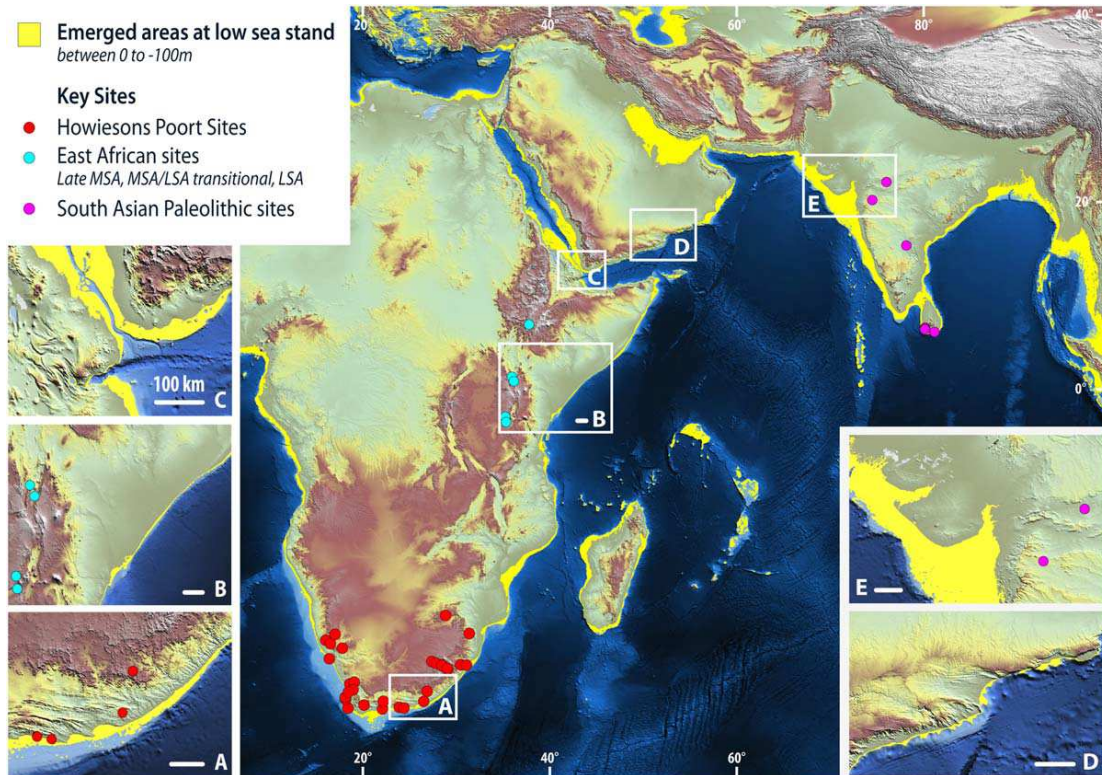 Emerged areas at low sea stand
between 0 to -100m
Key Sites
Howiesons Poort Sites
East African sites
Late MSA, MSA/LSA transitional, LSA
South Asian Paleolithic sites
20°
40°
60°
80°
40°
E
20°
D
C
100 km
C
B
0°
B
E
A
A
20°
40°
60°
D